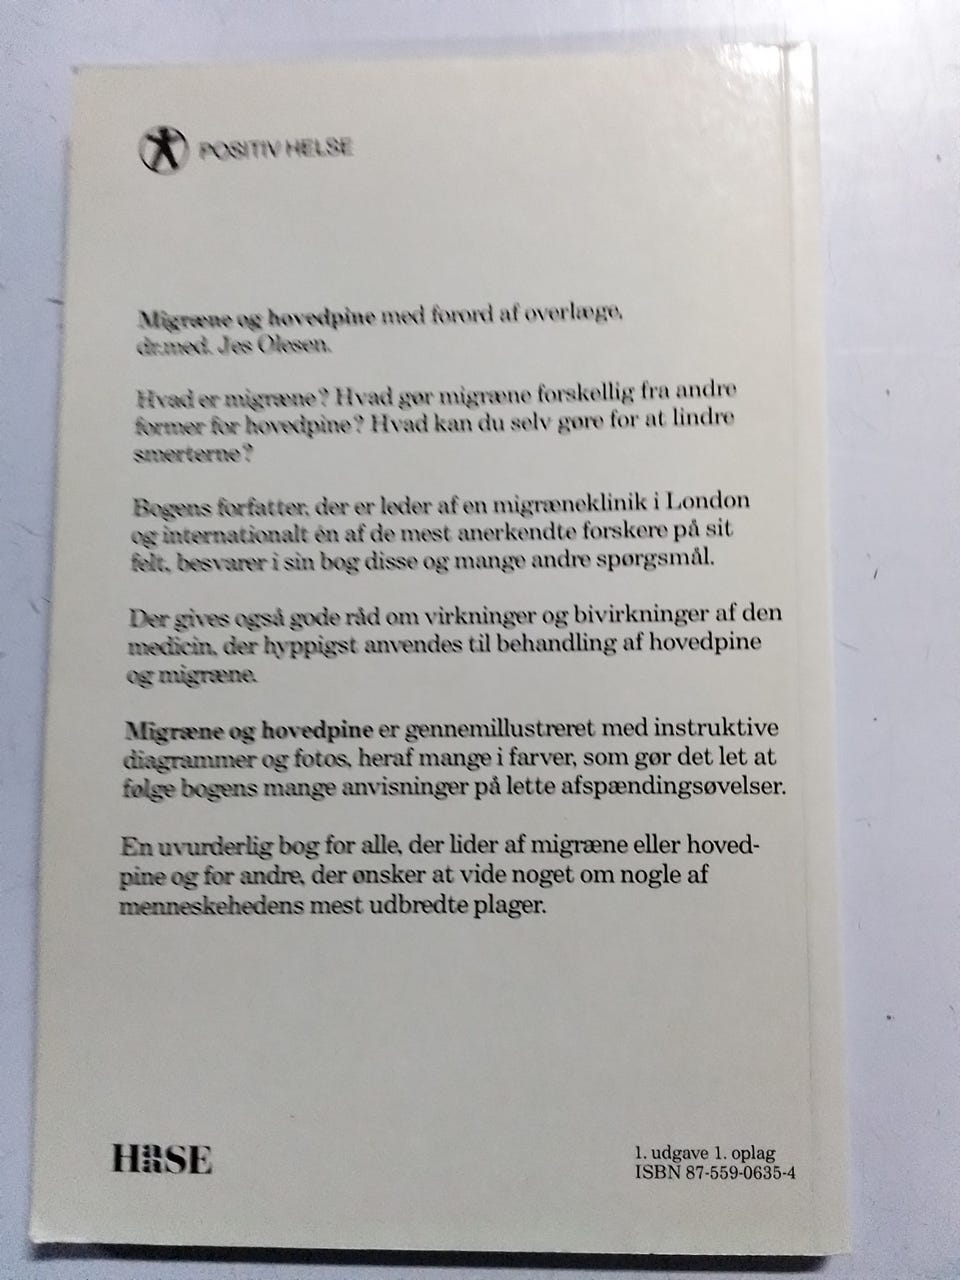 POSITIV HELSE
Migræne og hovedpine med forord af overlæge,
dr.med. Jes Olesen.
Hvad er migræne? Hvad gør migræne forskellig fra andre
former for hovedpine? Hvad kan du selv gøre for at lindre
smerterne?
Bogens forfatter, der er leder af en migræneklinik i London
og internationalt én af de mest anerkendte forskere på sit
felt, besvarer i sin bog disse og mange andre spørgsmål.
Der gives også gode råd om virkninger og bivirkninger af den
medicin, der hyppigst anvendes til behandling af hovedpine
og migræne.
Migræne og hovedpine er gennemillustreret med instruktive
diagrammer og fotos, heraf mange i farver, som gør det let at
følge bogens mange anvisninger på lette afspændingsøvelser.
En uvurderlig bog for alle, der lider af migræne eller hoved-
pine og for andre, der ønsker at vide noget om nogle af
menneskehedens mest udbredte plager.
HaaSE
1. udgave 1. oplag
ISBN 87-559-0635-4